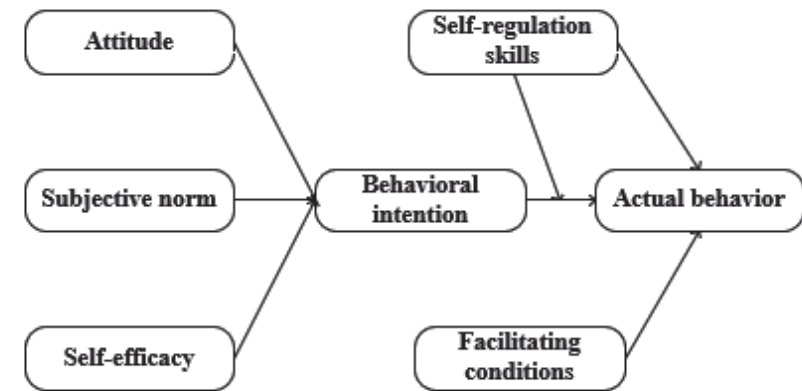 Attitude
Self-regulation
skills
Subjective norm
Behavioral
intention
Actual behavior
Self-efficacy
Facilitating
conditions